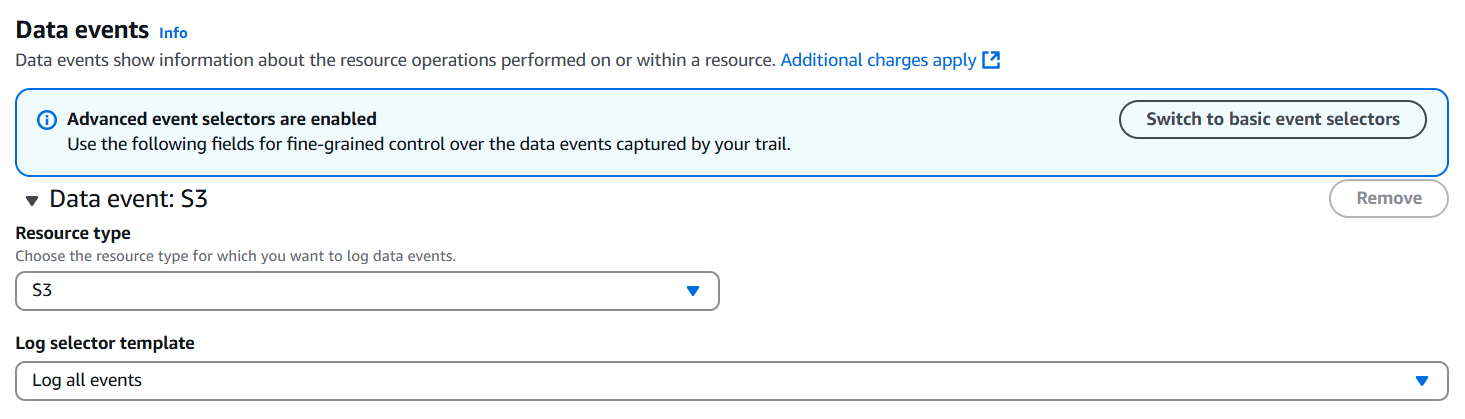 Data events Info
Data events show information about the resource operations performed on or within a resource. Additional charges apply
Advanced event selectors are enabled
Use the following fields for fine-grained control over the data events captured by your trail.
Switch to basic event selectors
Data event: S3
Remove
Resource type
Choose the resource type for which you want to log data events.
S3
Log selector template
Log all events